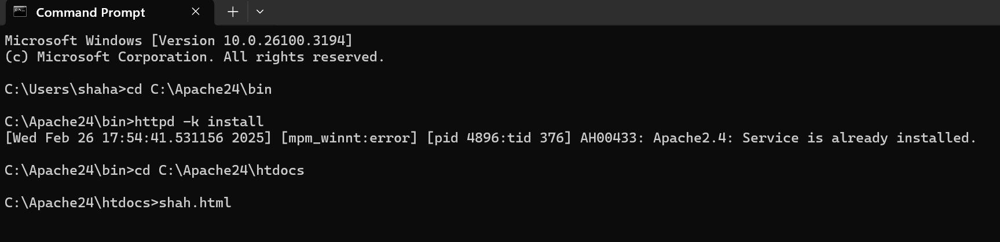 Command Prompt
Microsoft Windows [Version 10.0.26100.3194]
(c) Microsoft Corporation. All rights reserved.
C:\Users\shaha>cd C:\Apache24\bin
C:\Apache24\bin>httpd -k install
[Wed Feb 26 17:54:41.531156 2025] [mpm_winnt:error] [pid 4896:tid 376] AH00433: Apache2.4: Service is already installed.
C:\Apache24\bin>cd C:\Apache24\htdocs
C:\Apache24\htdocs>shah.html